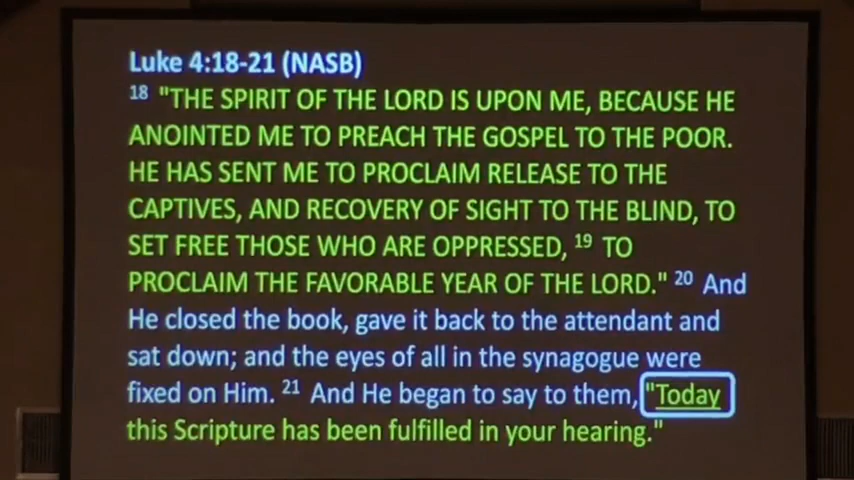 Luke 4:18-21 (NASB)
18 "THE SPIRIT OF THE LORD IS UPON ME, BECAUSE HE
ANOINTED ME TO PREACH THE GOSPEL TO THE POOR.
HE HAS SENT ME TO PROCLAIM RELEASE TO THE
CAPTIVES, AND RECOVERY OF SIGHT TO THE BLIND, TO
SET FREE THOSE WHO ARE OPPRESSED, 19 TO
PROCLAIM THE FAVORABLE YEAR OF THE LORD." 20 And
He closed the book, gave it back to the attendant and
sat down; and the eyes of all in the synagogue were
fixed on Him. 21 And He began to say to them, "Today
this Scripture has been fulfilled in your hearing."